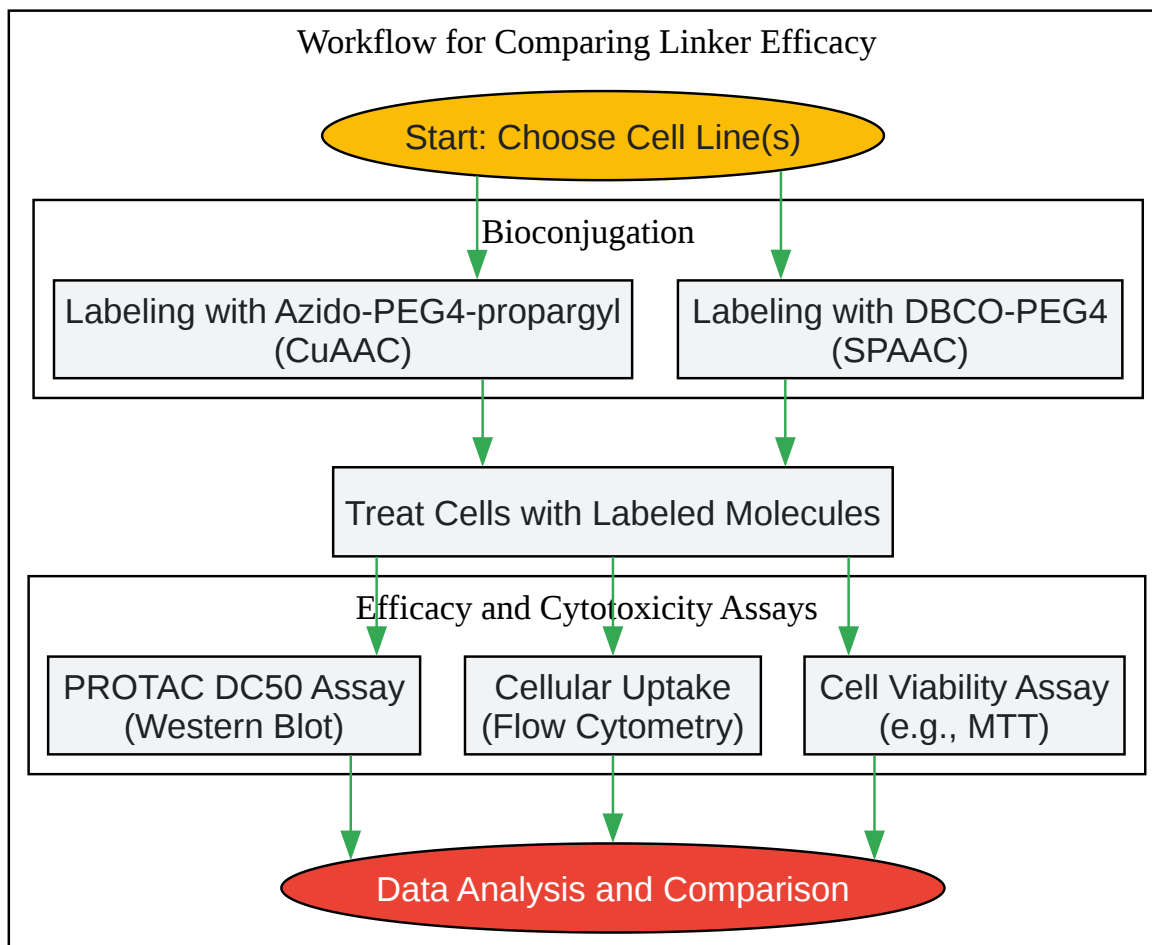 Workflow for Comparing Linker Efficacy
Start: Choose Cell Line(s)
Bioconjugation
Labeling with Azido-PEG4-propargyl
(CuAAC)
Labeling with DBCO-PEG4
(SPAAC)
Treat Cells with Labeled Molecules
Efficacy and Cytotoxicity Assays
PROTAC DC50 Assay
(Western Blot)
Cellular Uptake
(Flow Cytometry)
Cell Viability Assay
(e.g., MTT)
Data Analysis and Comparison